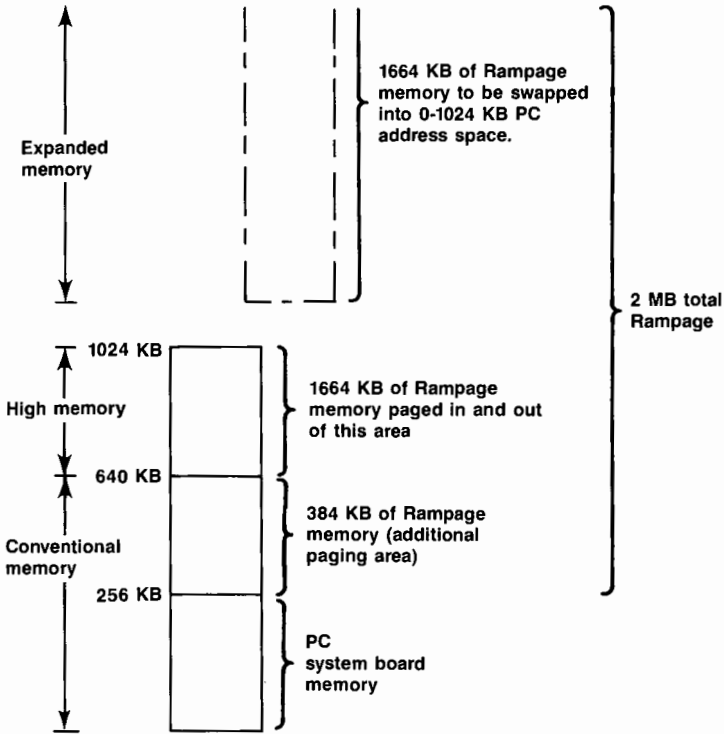 1664 KB of Rampage
memory to be swapped
into 0-1024 KB PC
address space.
Expanded
memory
2 MB total
Rampage
1024 KB
High memory
1664 KB of Rampage
memory paged in and out
of this area
640 KB
384 KB of Rampage
memory (additional
paging area)
Conventional
memory
256 KB
PC
system board
memory